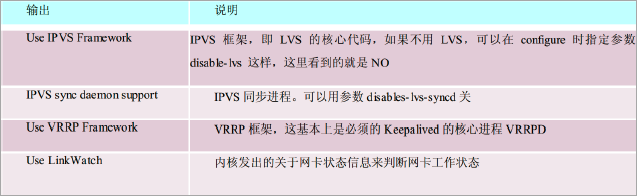 输出 说明
Use IPVS Framework IPVS 框架，即 LVS 的核心代码，如果不用 LVS，可以在 configure 时指定参数
disable-lvs 这样，这里看到的就是 NO
IPVS sync daemon support IPVS 同步进程。可以用参数 disables-lvs-syncd 关
Use VRRP Framework VRRP 框架，这基本上是必须的 Keepalived 的核心进程 VRRPD
Use LinkWatch 内核发出的关于网卡状态信息来判断网卡工作状态